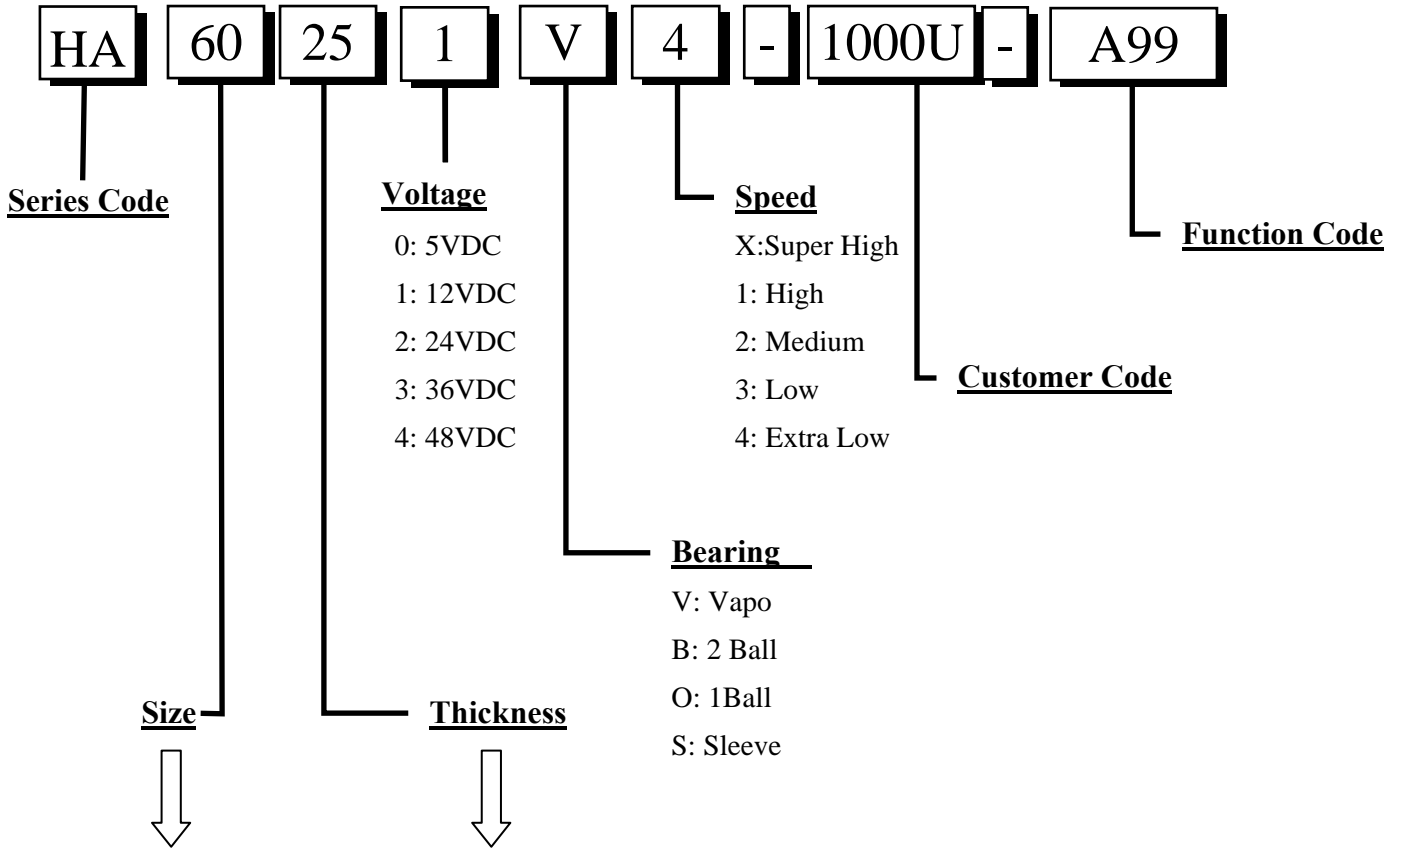 HA 60 25 1 V 4 - 1000U - A99
Series Code
Voltage
0: 5VDC
1: 12VDC
2: 24VDC
3: 36VDC
4: 48VDC
Speed
X:Super High
1: High
2: Medium
3: Low
4: Extra Low
Function Code
Customer Code
Bearing
V: Vapo
B: 2 Ball
O: 1Ball
S: Sleeve
Size
Thickness